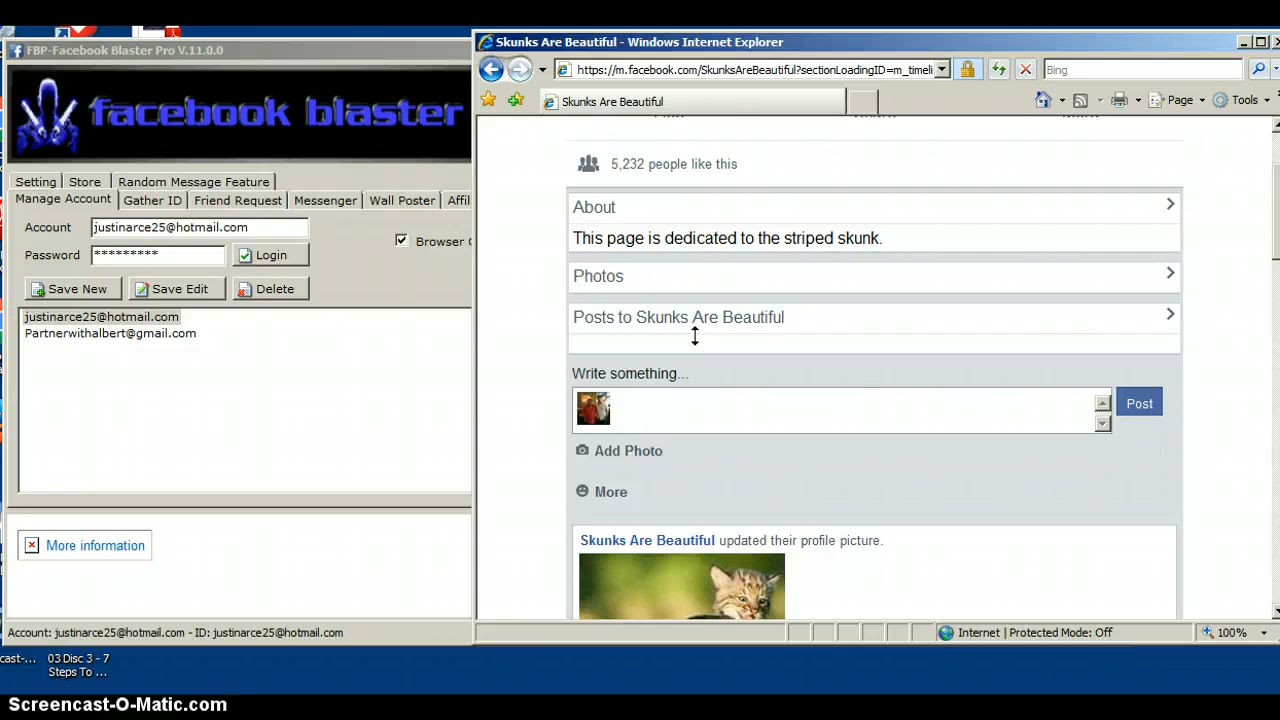 FBP-Facebook Blaster Pro V.11.0.0
facebook blaster
Setting
Store
Random Message Feature
Manage Account
Gather ID
Friend Request
Messenger
Wall Poster
Affil
Account
justinarce25@hotmail.com
Password
*********
Login
Browser
Save New
Save Edit
Delete
justinarce25@hotmail.com
Partnerwithalbert@gmail.com
More information
Account: justinarce25@hotmail.com - ID: justinarce25@hotmail.com
Skunks Are Beautiful - Windows Internet Explorer
https://m.facebook.com/SkunksAreBeautiful?sectionLoadingID=m_timeli
Bing
Skunks Are Beautiful
Page
Tools
5,232 people like this
About
This page is dedicated to the striped skunk.
Photos
Posts to Skunks Are Beautiful
Write something...
Post
Add Photo
More
Skunks Are Beautiful updated their profile picture.
Internet | Protected Mode: Off
100%
cast-...
03 Disc 3 - 7
Steps To ...
Screencast-O-Matic.com